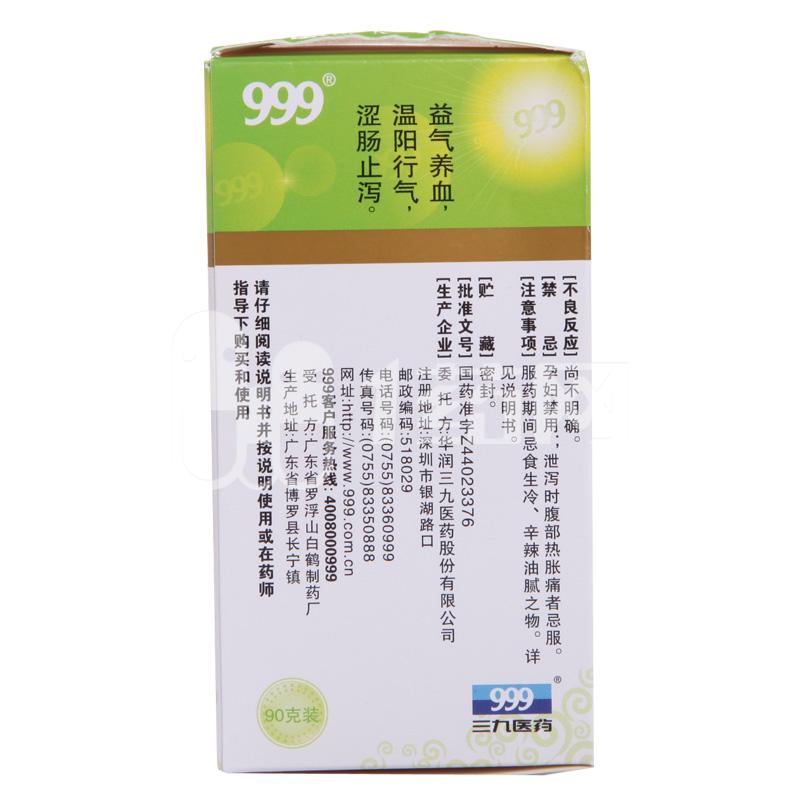 999®
益气养血，
温阳行气，
涩肠止泻。
999
999
[不良反应] 尚不明确。
[禁 忌] 孕妇禁用；泄泻时腹部热胀痛者忌服。
[注意事项] 服药期间忌食生冷、辛辣油腻之物。详
见说明书。
[贮 藏] 密封。
[批准文号] 国药准字Z44023376
[生产企业] 委 托 方:华润三九医药股份有限公司
注册地址:深圳市银湖路口
邮政编码:518029
电话号码:(0755)83360999
传真号码:(0755)83350888
网址:http://www.999.com.cn
999客户服务热线: 4008000999
受 托 方:广东省罗浮山白鹤制药厂
生产地址:广东省博罗县长宁镇
请仔细阅读说明书并按说明使用或在药师
指导下购买和使用
90克装
999®
三九医药